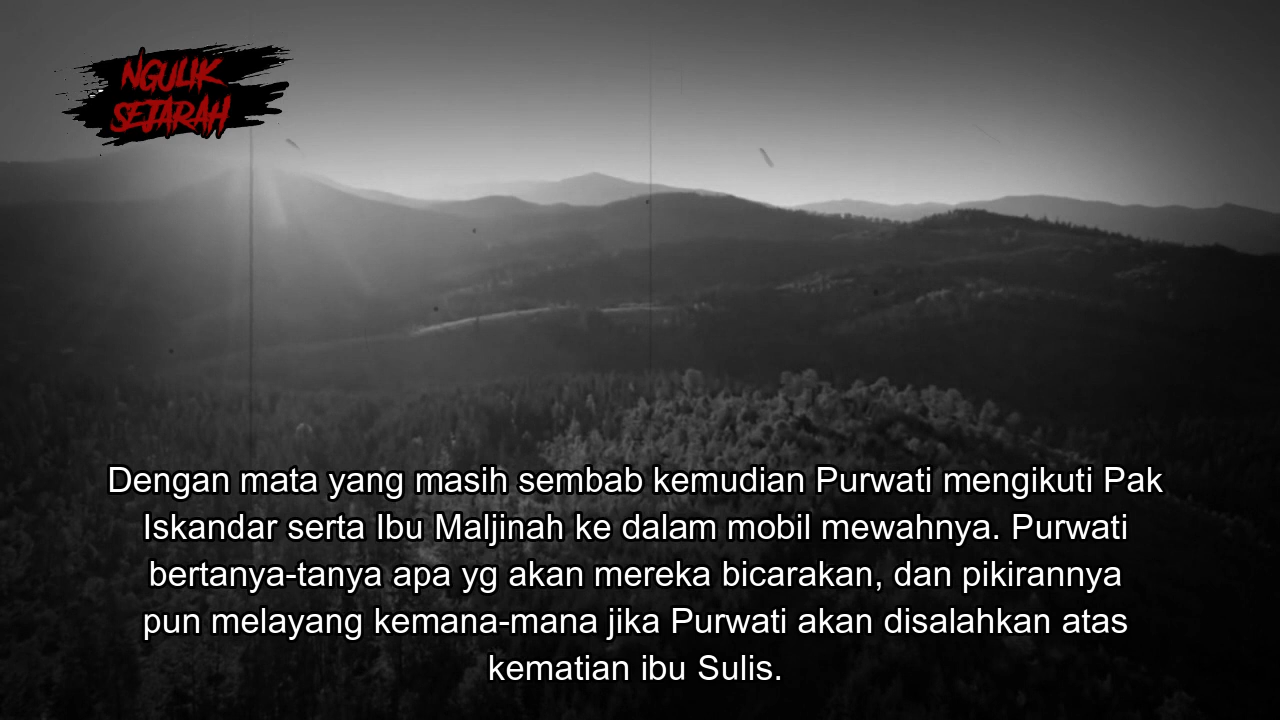 NGULIK
SEJARAH
Dengan mata yang masih sembab kemudian Purwati mengikuti Pak
Iskandar serta Ibu Maljinah ke dalam mobil mewahnya. Purwati
bertanya-tanya apa yg akan mereka bicarakan, dan pikirannya
pun melayang kemana-mana jika Purwati akan disalahkan atas
kematian ibu Sulis.